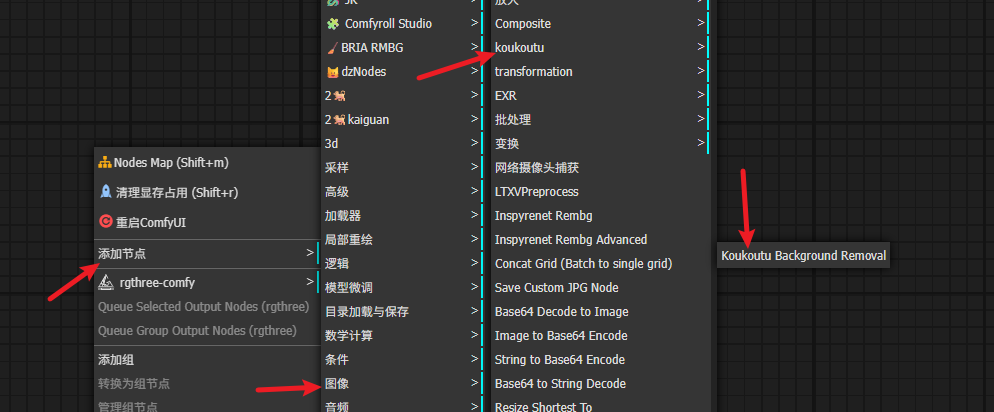 Nodes Map (Shift+m)
清理显存占用 (Shift+r)
重启ComfyUI
添加节点 >
rgthree-comfy >
Queue Selected Output Nodes (rgthree)
Queue Group Output Nodes (rgthree)
添加组
转换为组节点
管理组节点
JK >
Comfyroll Studio >
BRIA RMBG >
dzNodes >
2🐕 >
2🐕kaiguan >
3d >
采样 >
高级 >
加载器 >
局部重绘 >
逻辑 >
模型微调 >
目录加载与保存 >
数学计算 >
条件 >
图像 >
音频 >
放大 >
Composite >
koukoutu >
transformation >
EXR >
批处理 >
变换 >
网络摄像头捕获
LTXVPreprocess
Inspyrenet Rembg
Inspyrenet Rembg Advanced
Concat Grid (Batch to single grid)
Save Custom JPG Node
Base64 Decode to Image
Image to Base64 Encode
String to Base64 Encode
Base64 to String Decode
Resize Shortest To
Koukoutu Background Removal